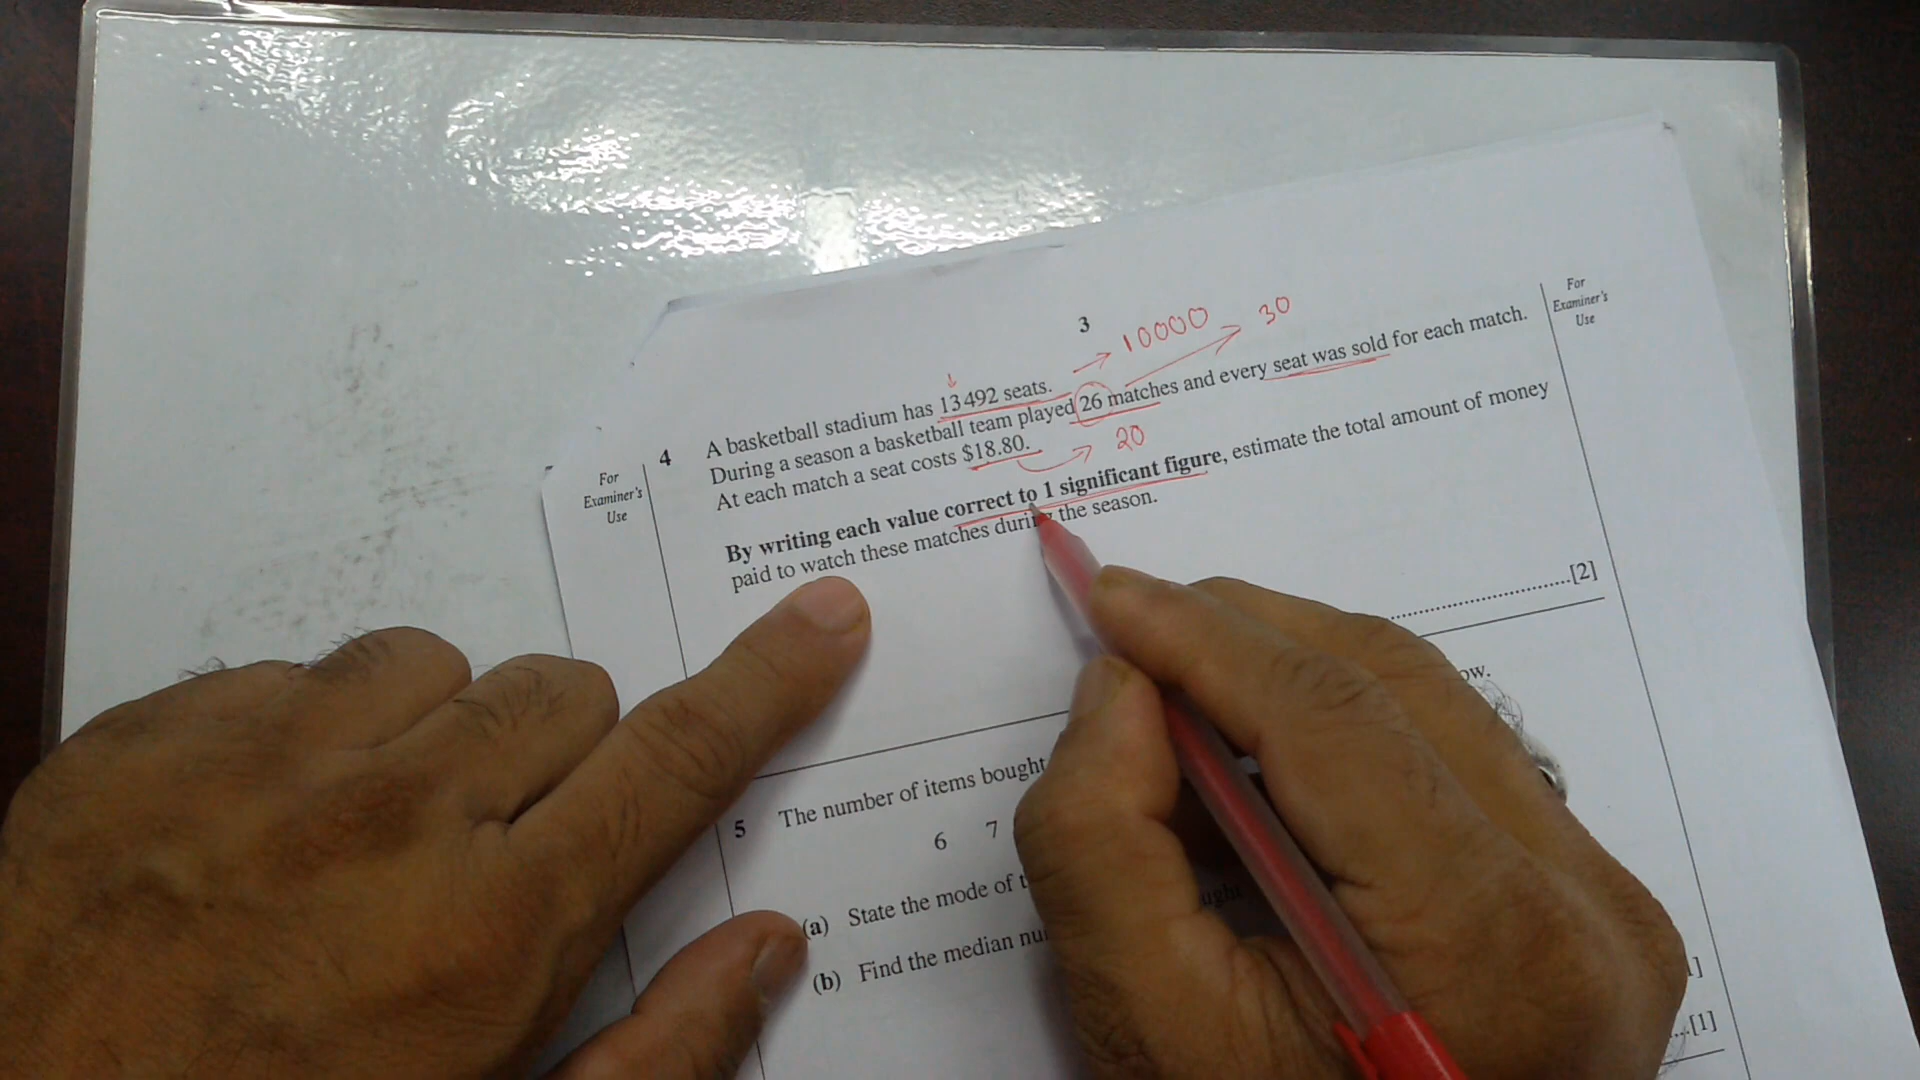 3
10000
30
For
Examiner's
Use
For
Examiner's
Use
4 A basketball stadium has 13 492 seats.
During a season a basketball team played 26 matches and every seat was sold for each match.
At each match a seat costs $18.80.
20
By writing each value correct to 1 significant figure, estimate the total amount of money
paid to watch these matches during the season.
[2]
5 The number of items bought
6 7
(a) State the mode of
(b) Find the median
[1]